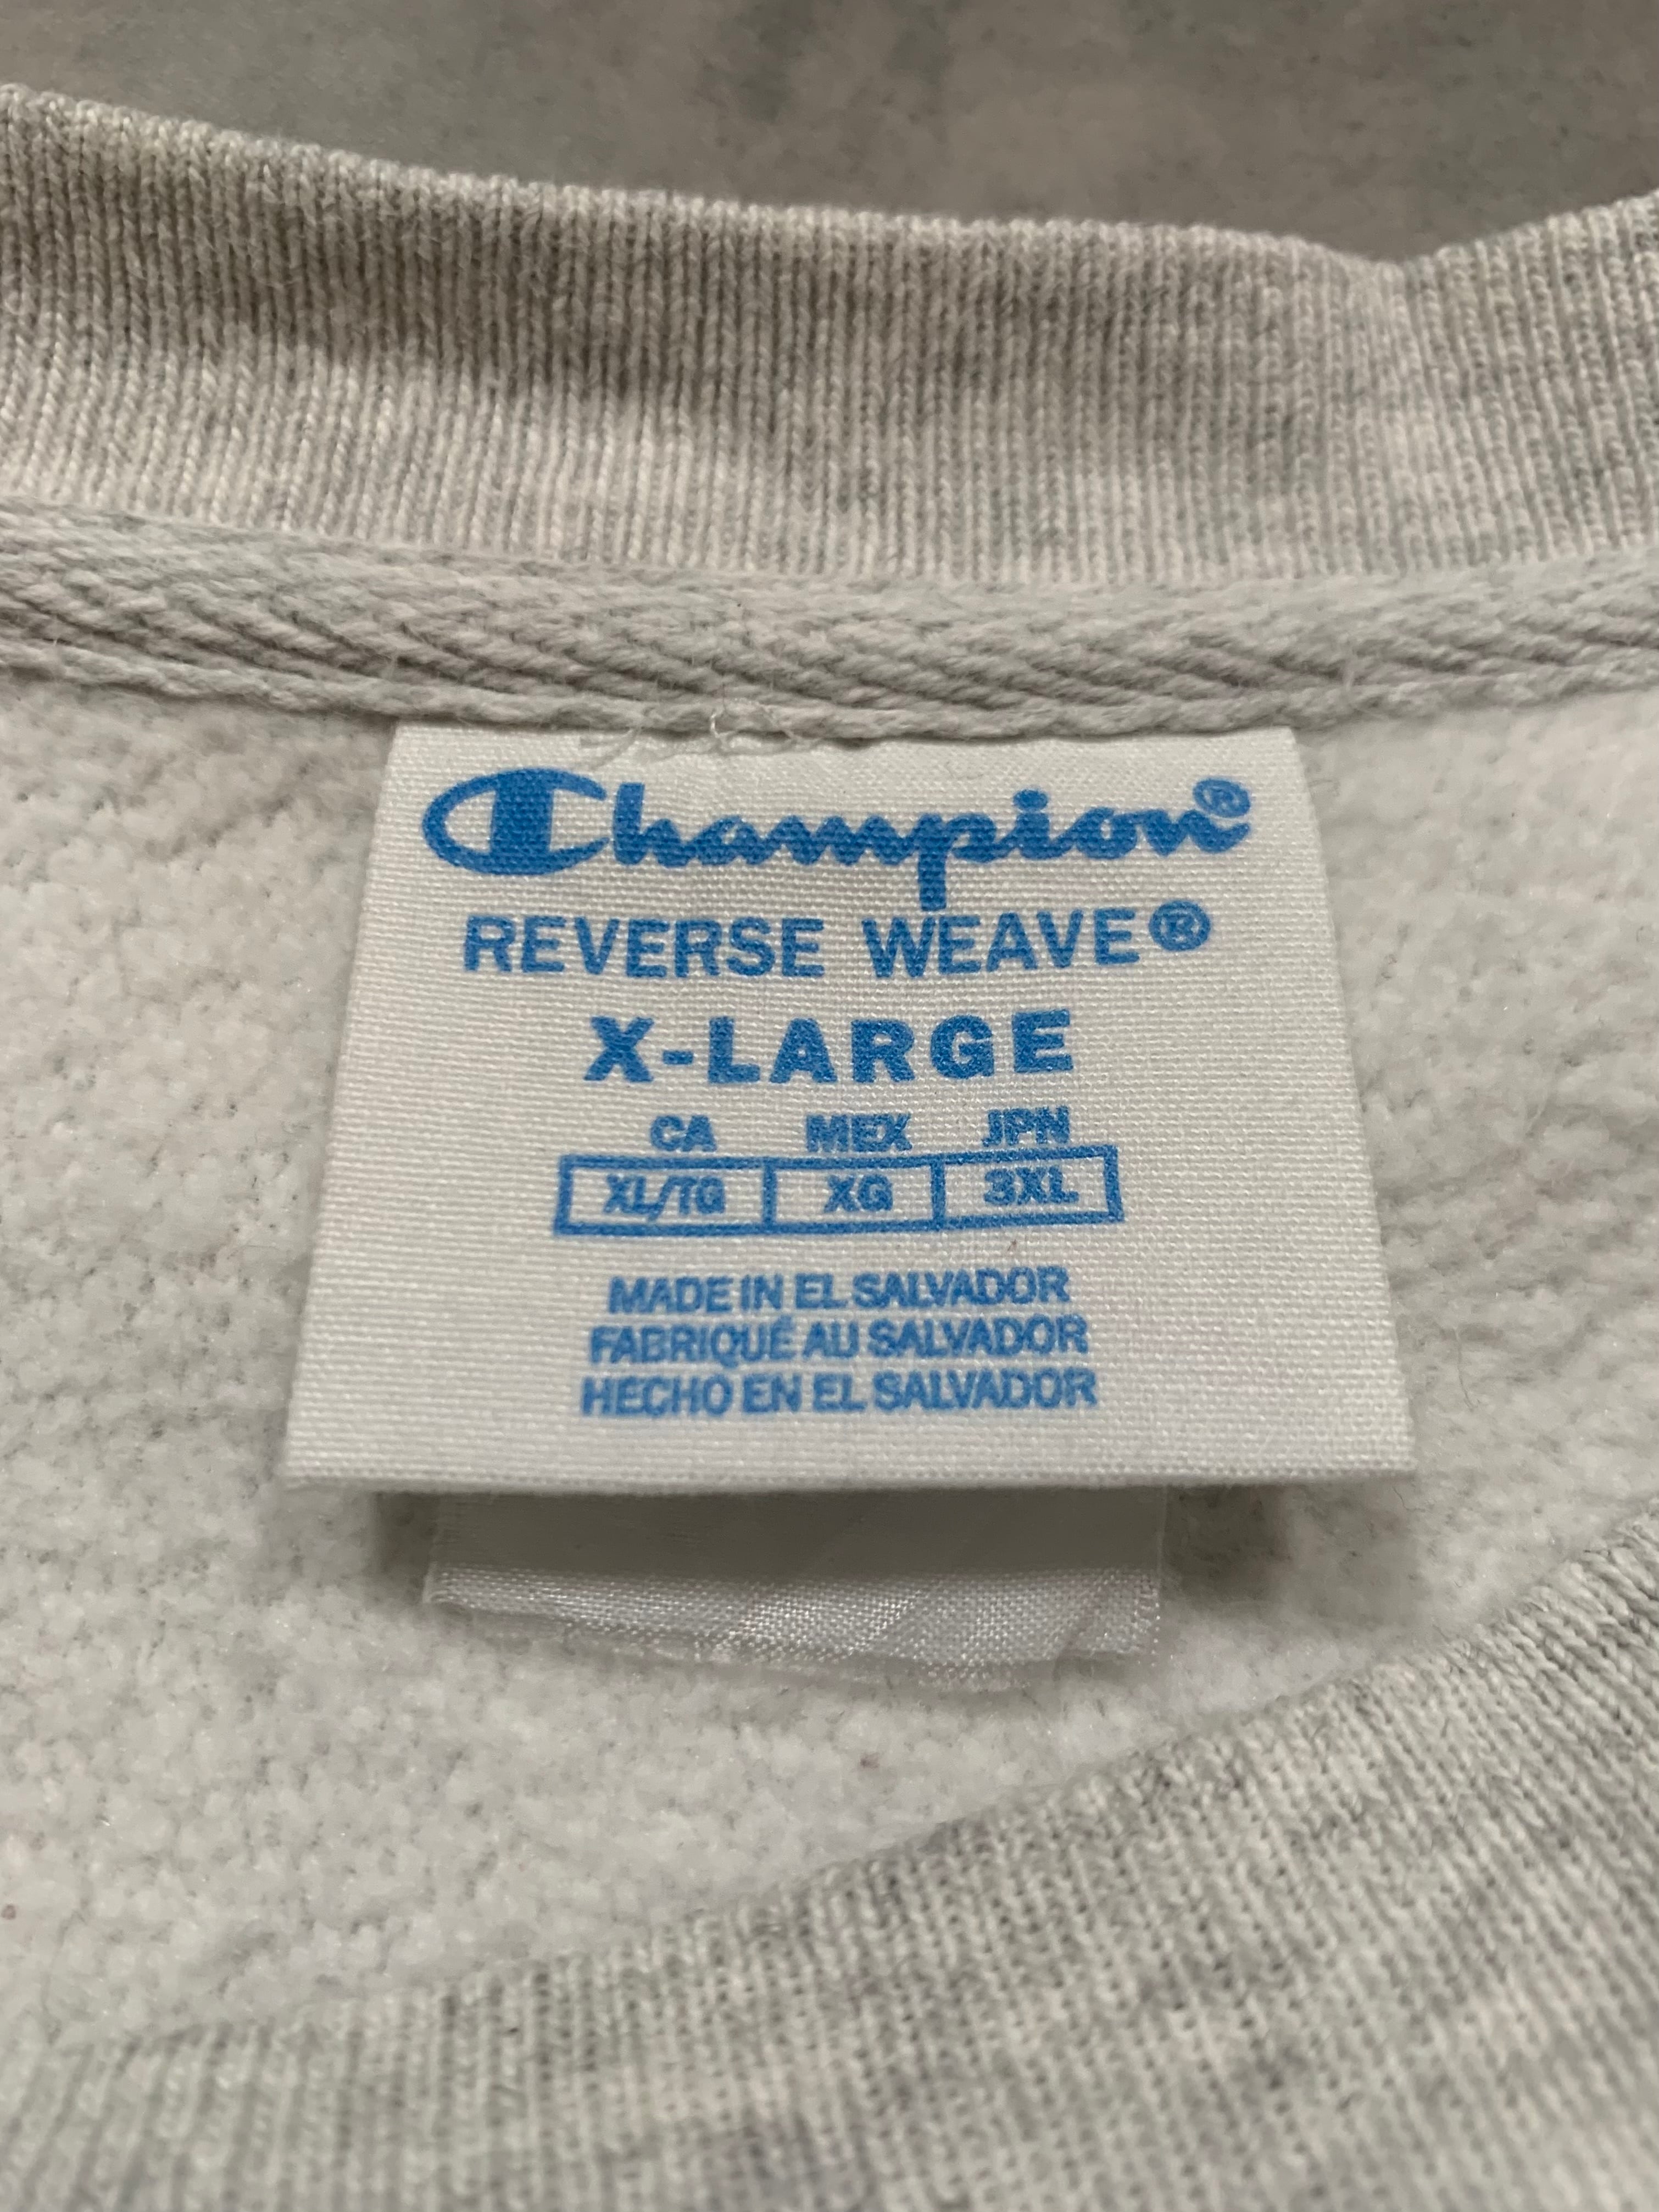 Champion®
REVERSE WEAVE®
X-LARGE
CA MEX JPN
XL/TG XG 3XL
MADE IN EL SALVADOR
FABRIQUÉ AU SALVADOR
HECHO EN EL SALVADOR